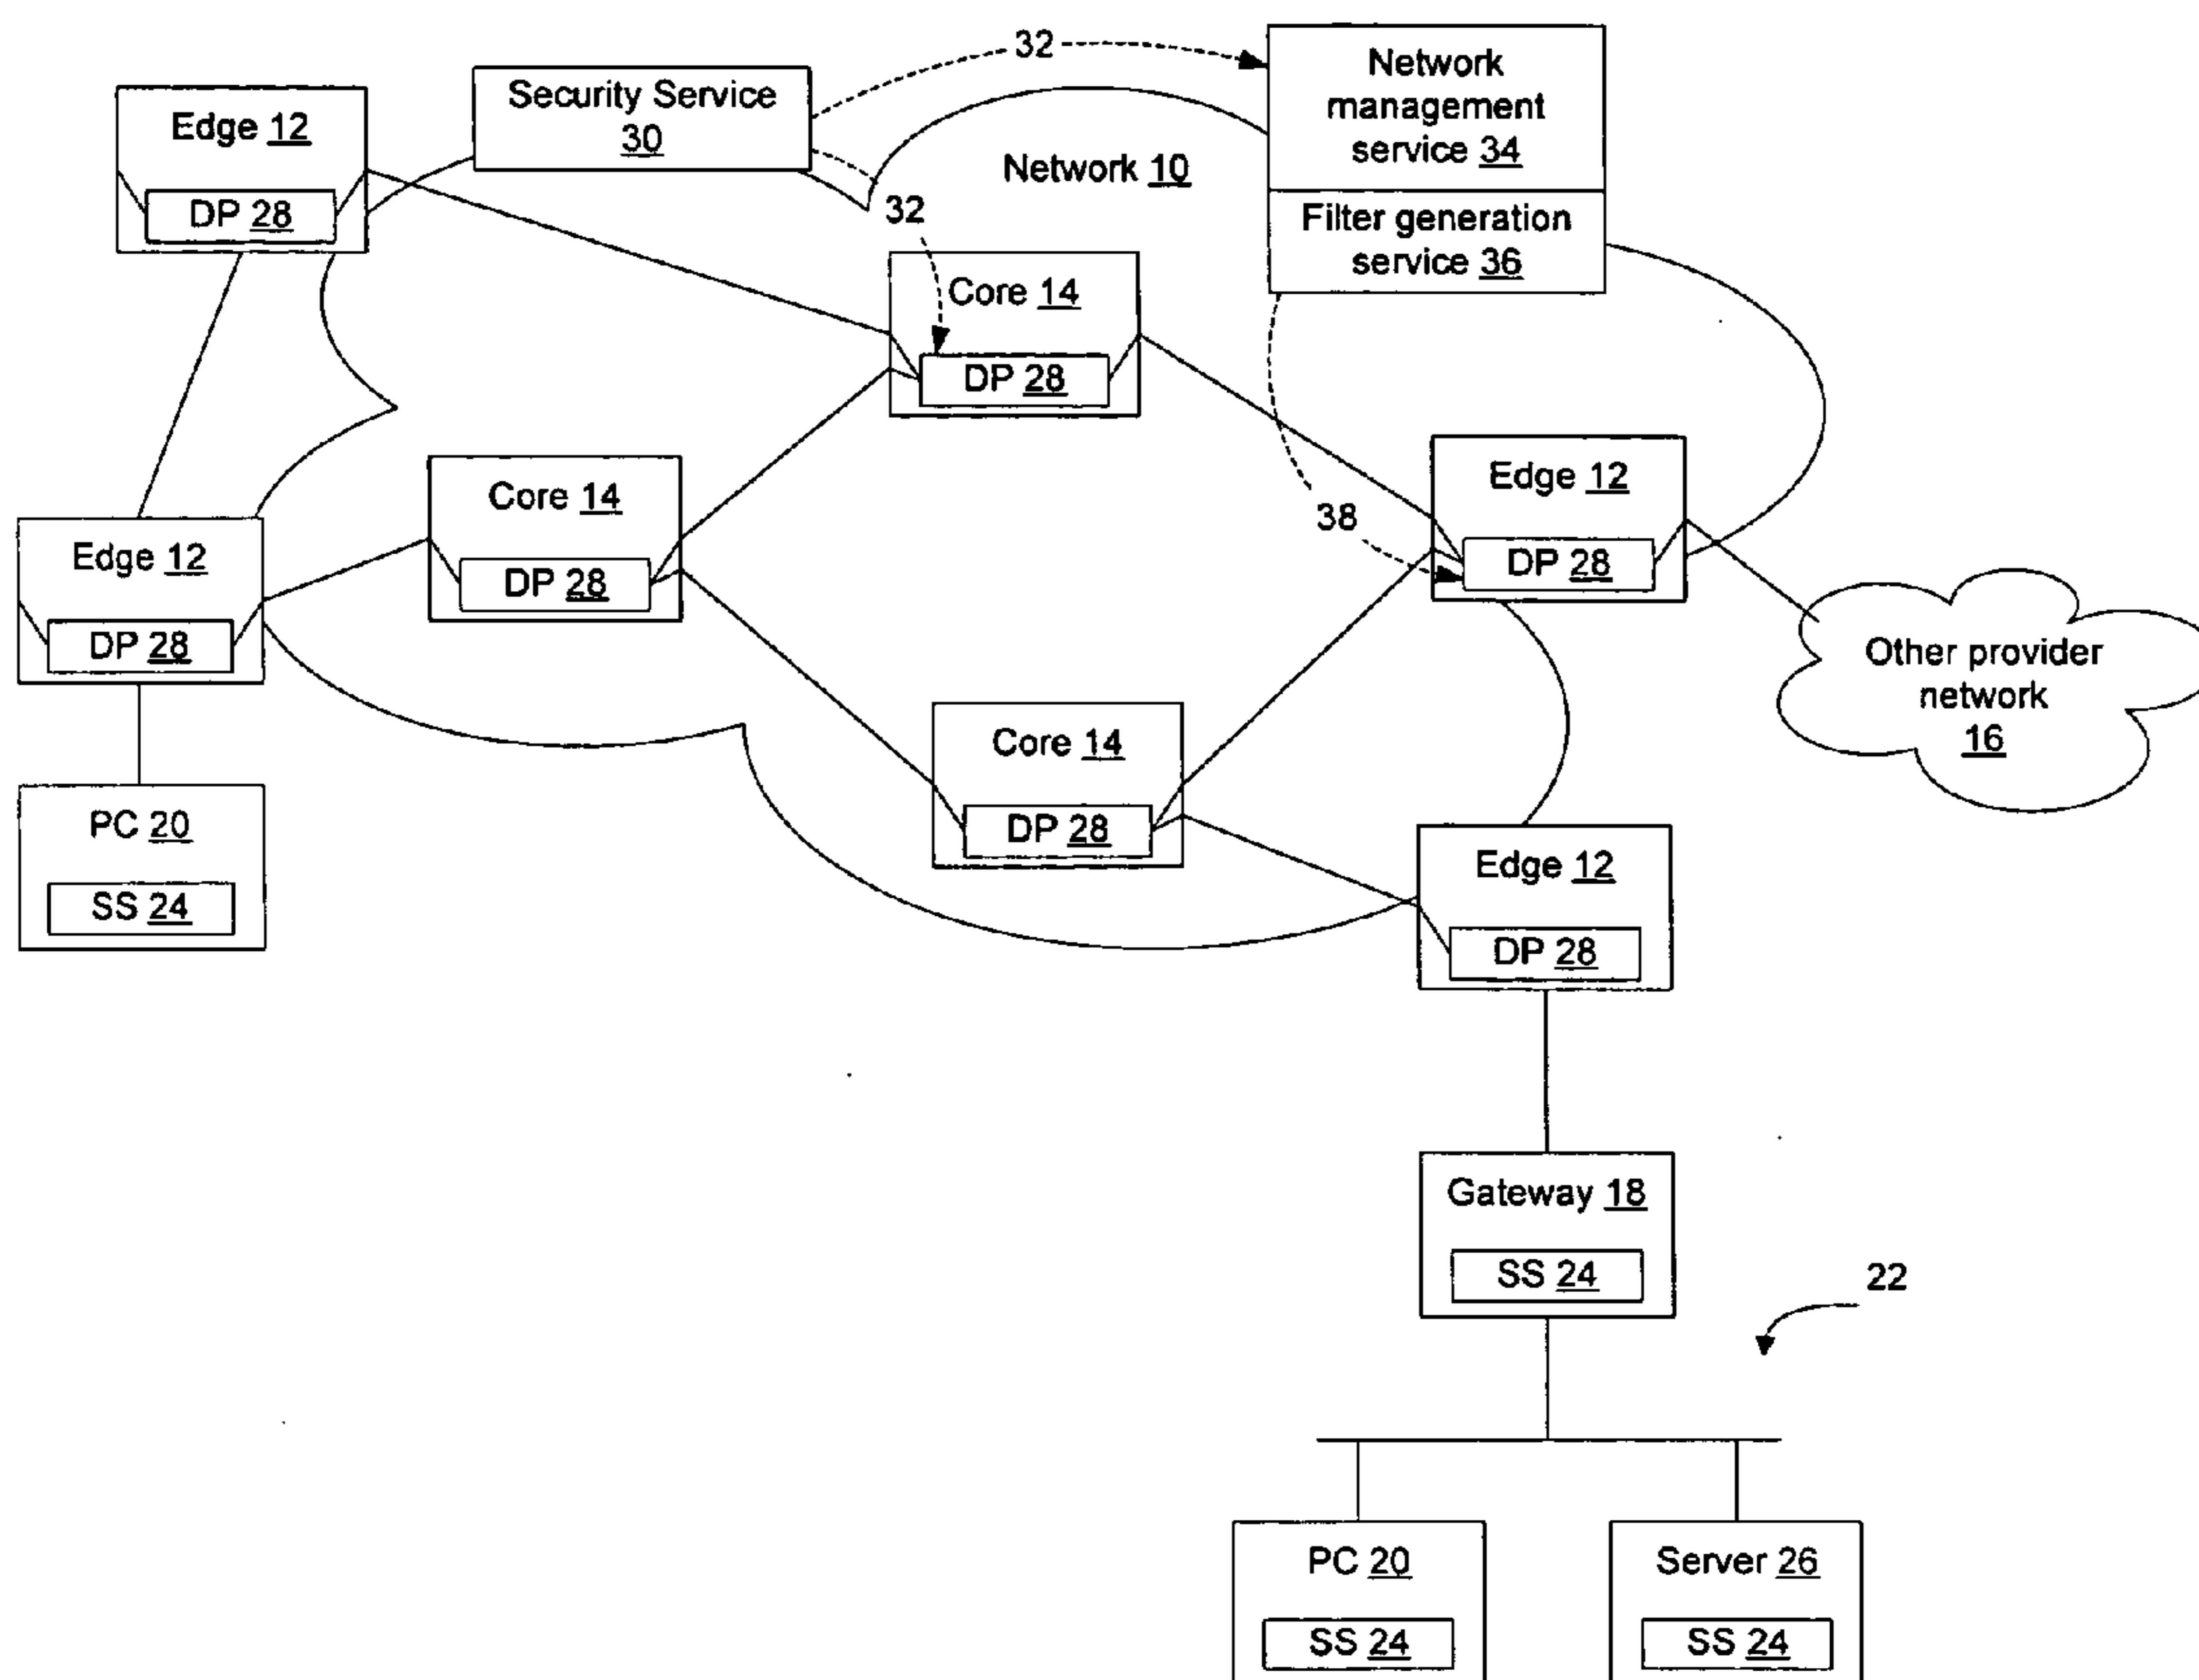 32
Network
management
service 34
Security Service
30
Edge 12
DP 28
Network 10
Filter generation
service 36
32
Core 14
DP 28
Edge 12
DP 28
Core 14
DP 28
38
Edge 12
DP 28
Other provider
network
16
Core 14
DP 28
PC 20
SS 24
Edge 12
DP 28
Gateway 18
SS 24
22
PC 20
SS 24
Server 26
SS 24